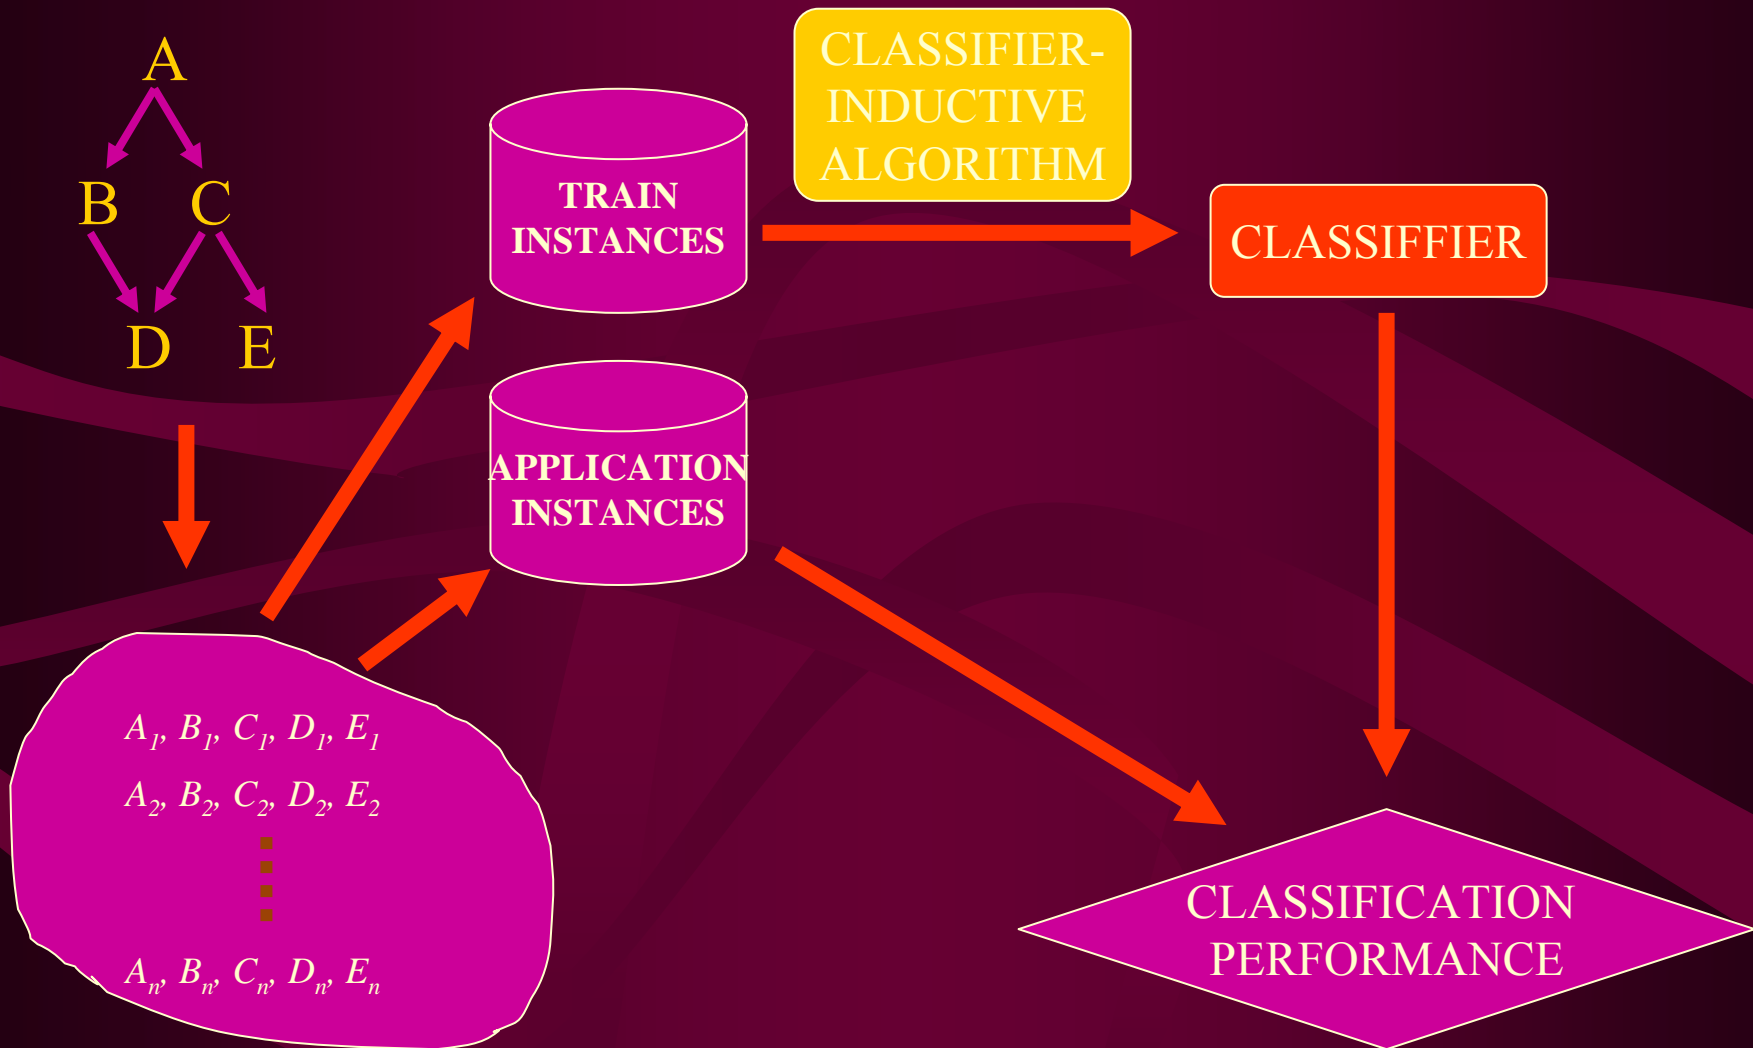 A
B C
D E
TRAIN
INSTANCES
CLASSIFIER-
INDUCTIVE
ALGORITHM
CLASSIFFIER
APPLICATION
INSTANCES
A₁, B₁, C₁, D₁, E₁
A₂, B₂, C₂, D₂, E₂
Aₙ, Bₙ, Cₙ, Dₙ, Eₙ
CLASSIFICATION
PERFORMANCE